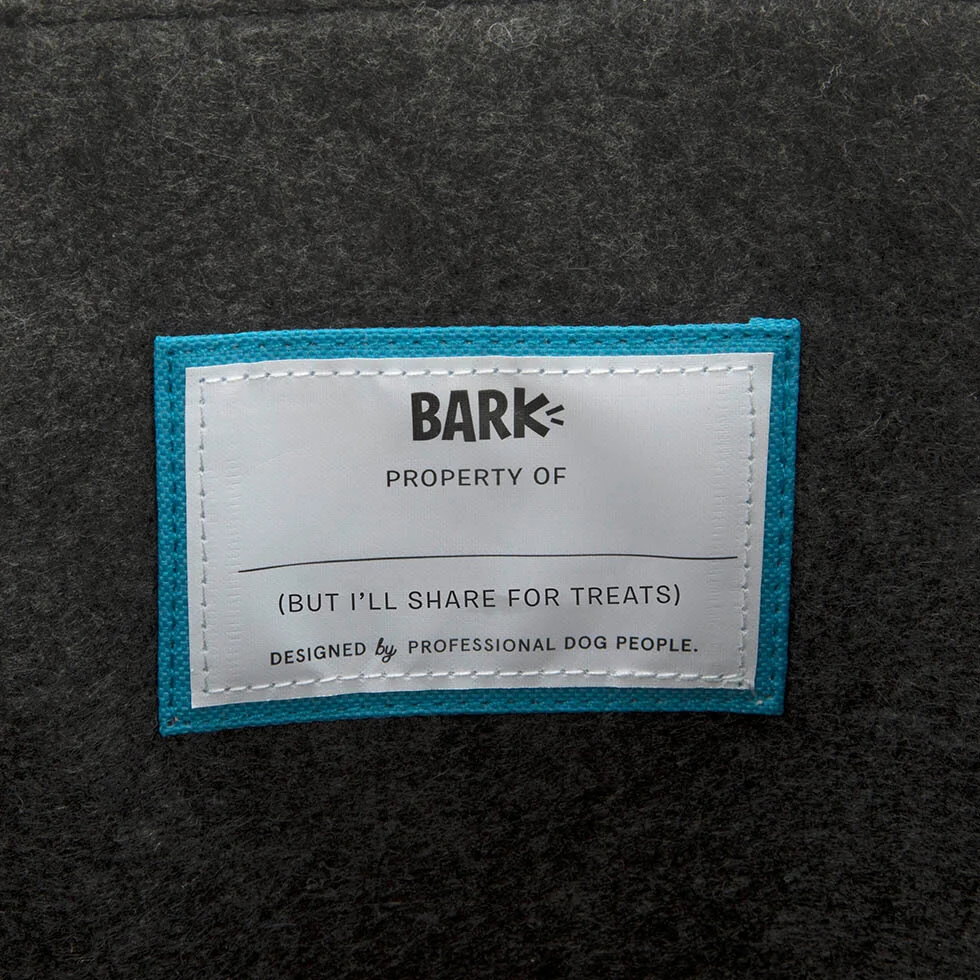 BARK
PROPERTY OF
(BUT I'LL SHARE FOR TREATS)
DESIGNED by PROFESSIONAL DOG PEOPLE.